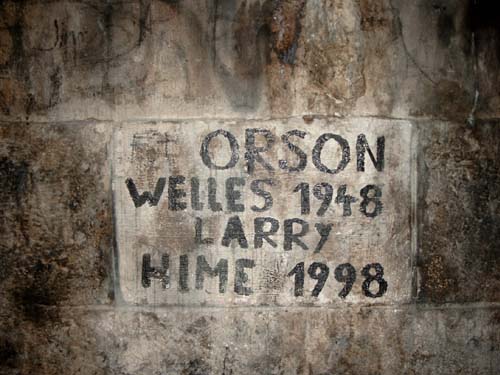 ORSON
WELLES 1948
LARRY
HIME 1998